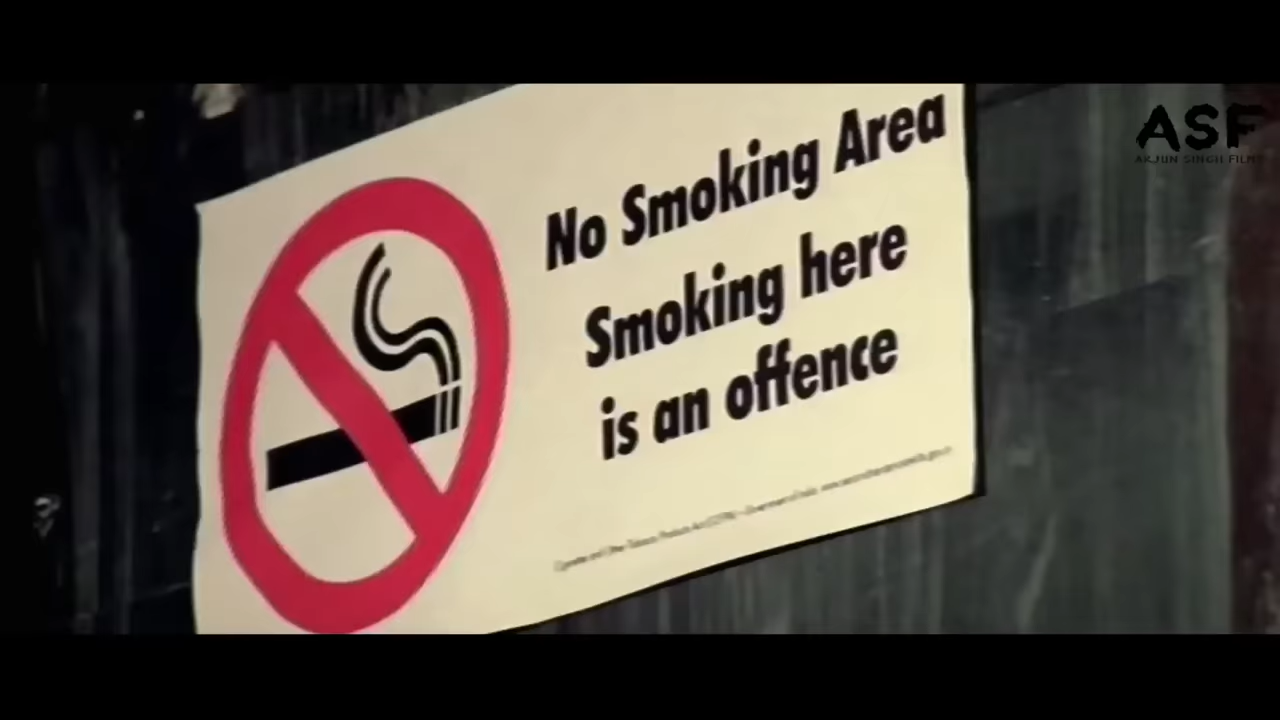 No Smoking Area
Smoking here
is an offence
ASF
ARJUN SINGH FILM